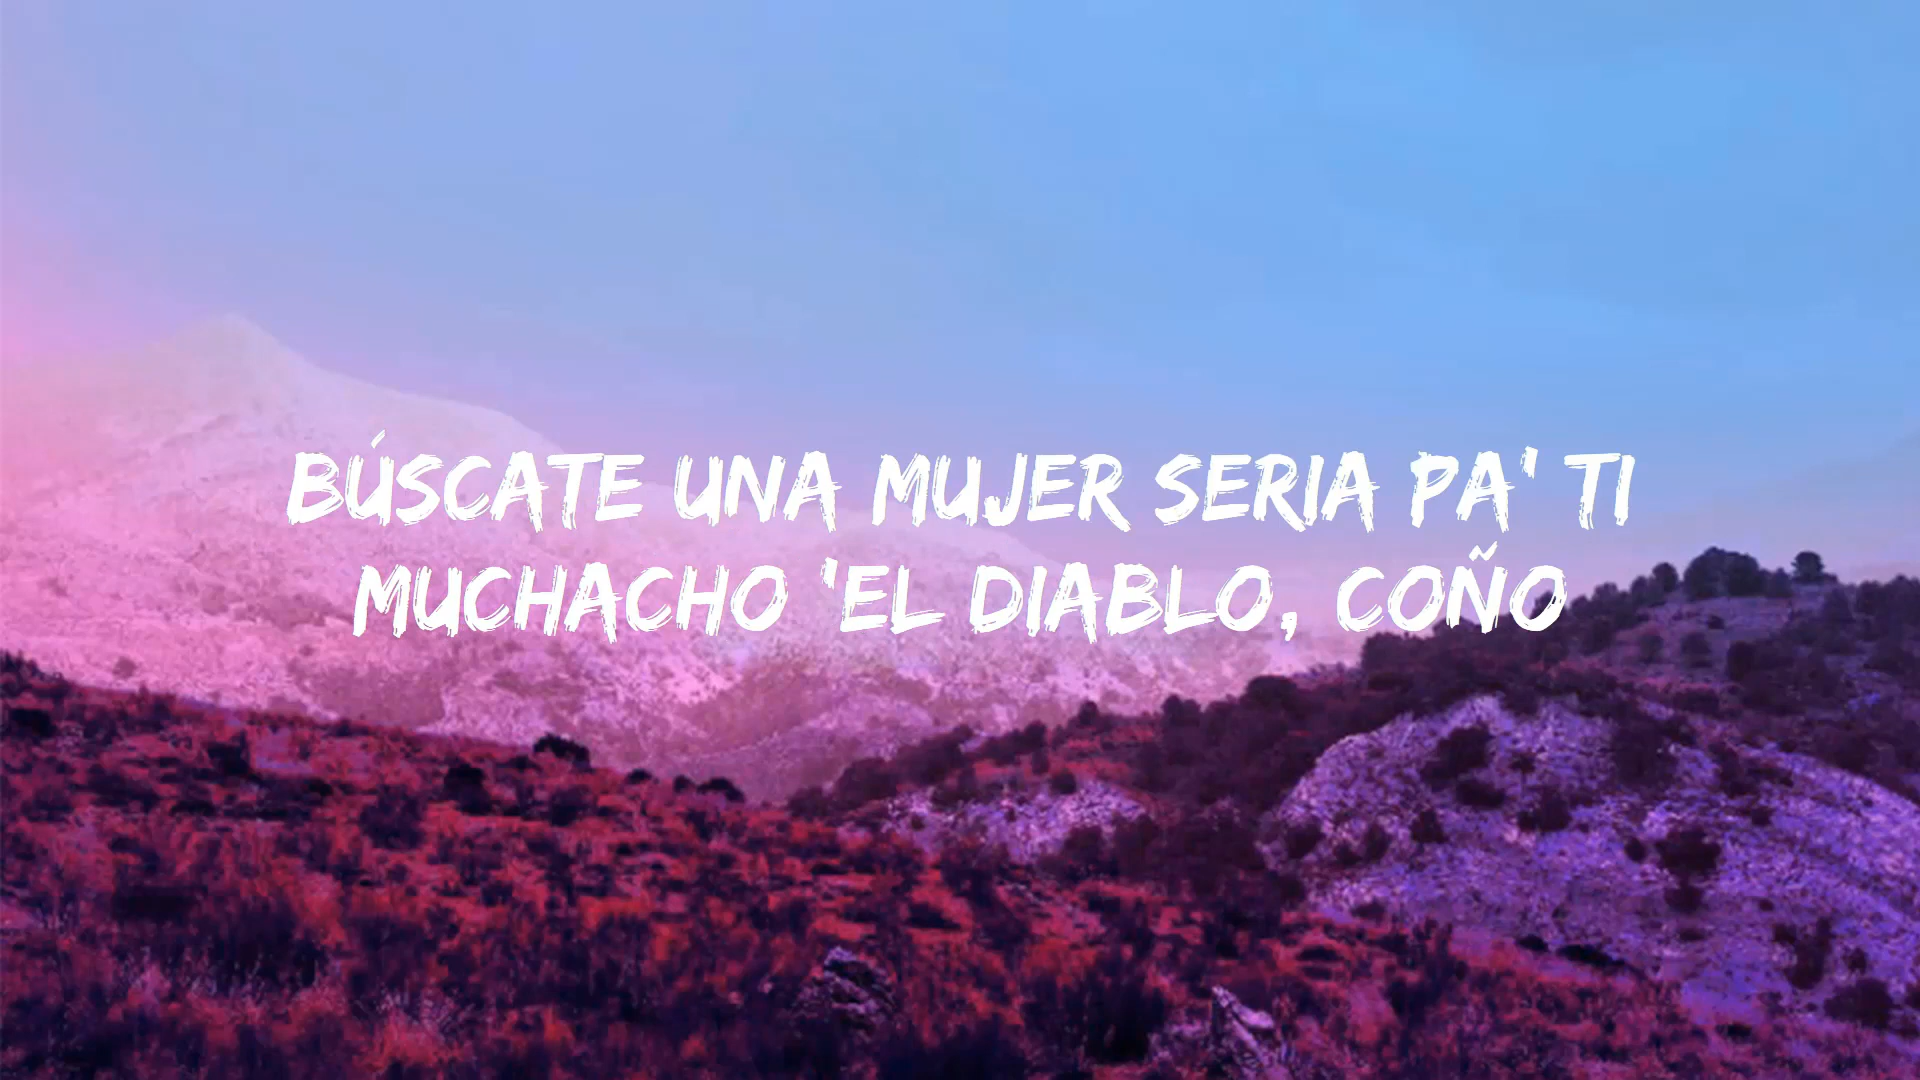 BÚSCATE UNA MUJER SERIA PA' TI
MUCHACHO 'EL DIABLO, COÑO